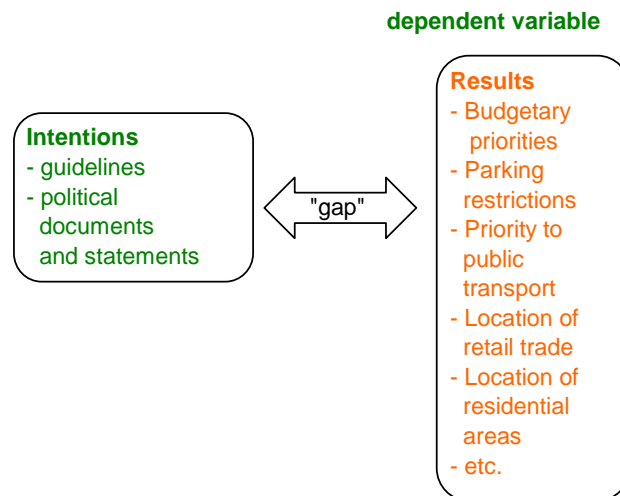 dependent variable
Intentions
- guidelines
- political
documents
and statements
"gap"
Results
- Budgetary
priorities
- Parking
restrictions
- Priority to
public
transport
- Location of
retail trade
- Location of
residential
areas
- etc.